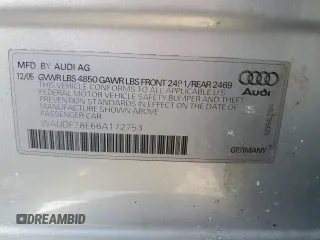 MFD. BY AUDI AG
12/05 GVWR LBS 4850 GAWR LBS FRONT 2491/REAR 2469
THIS VEHICLE CONFORMS TO ALL APPLICABLE
FEDERAL MOTOR VEHICLE SAFETY BUMPER AND THEFT
PREVENTION STANDARDS IN EFFECT ON THE DATE OF
MANUFACTURE SHOWN ABOVE
PASSENGER CAR
WAUDF78E66A172753
Audi
GERMANY
DREAMBID